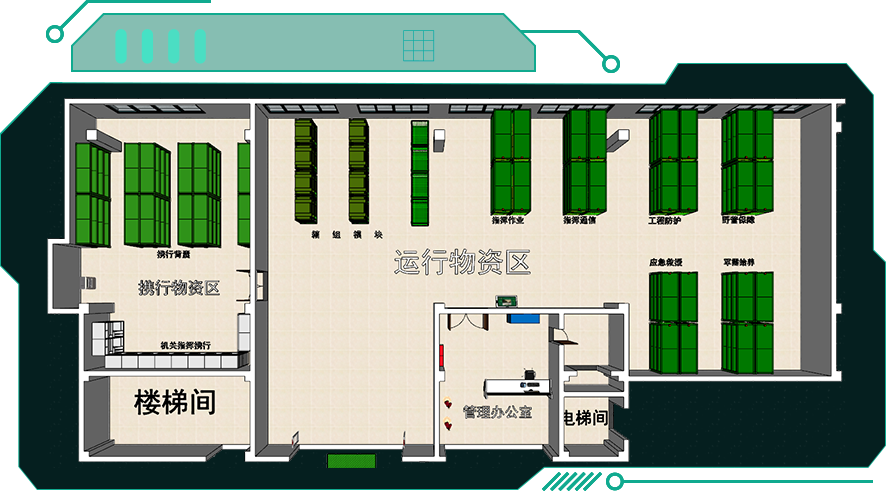 指挥作业
指挥通信
工程防护
野营保障
编 组 模 块
携行背囊
运行物资区
应急救援
军需给养
携行物资区
机关指挥携行
楼梯间
管理办公室
电梯间